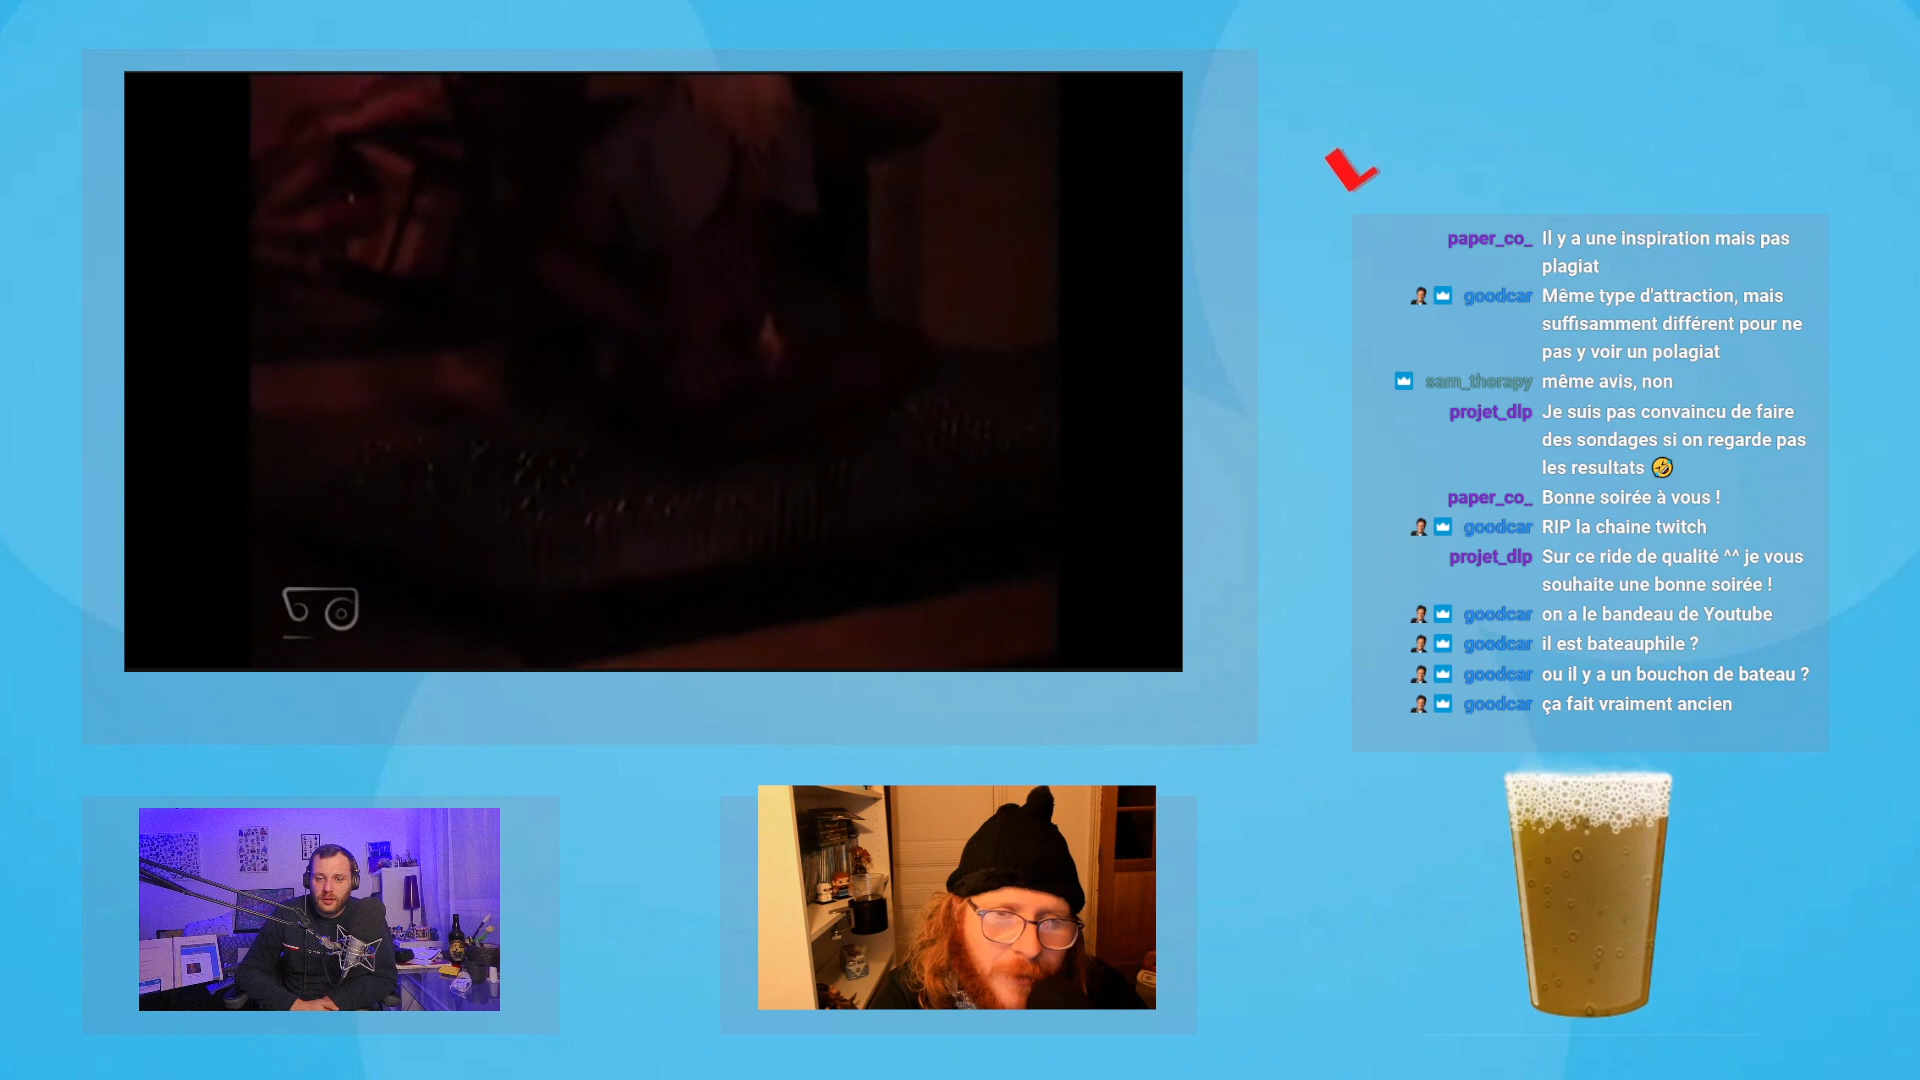 L
paper_co_ Il y a une inspiration mais pas
plagiat
goodcar Même type d'attraction, mais
suffisamment différent pour ne
pas y voir un polagiat
sam_therapy même avis, non
projet_dlp Je suis pas convaincu de faire
des sondages si on regarde pas
les resultats 🤣
paper_co_ Bonne soirée à vous !
goodcar RIP la chaine twitch
projet_dlp Sur ce ride de qualité ^^ je vous
souhaite une bonne soirée !
goodcar on a le bandeau de Youtube
goodcar il est bateauphile ?
goodcar ou il y a un bouchon de bateau ?
goodcar ça fait vraiment ancien